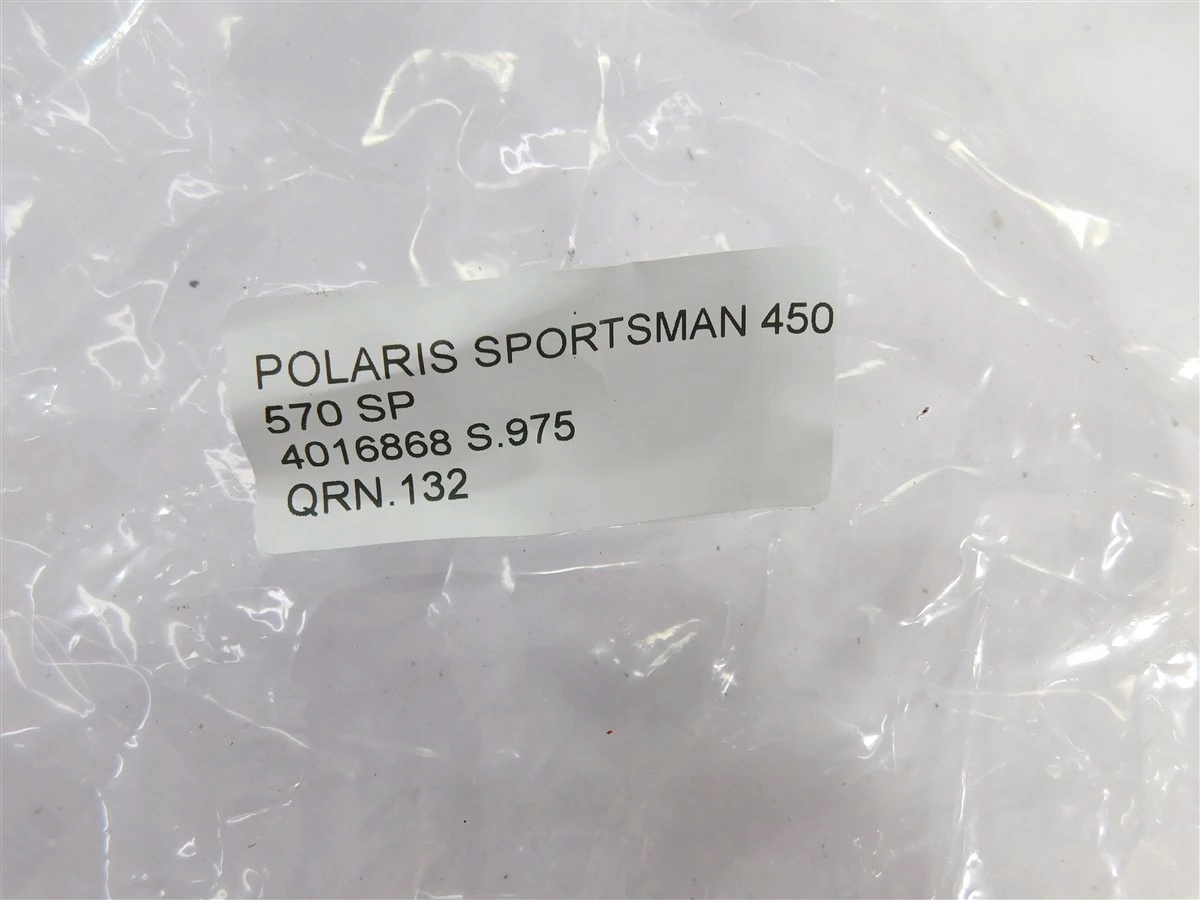 POLARIS SPORTSMAN 450
570 SP
4016868 S.975
QRN.132